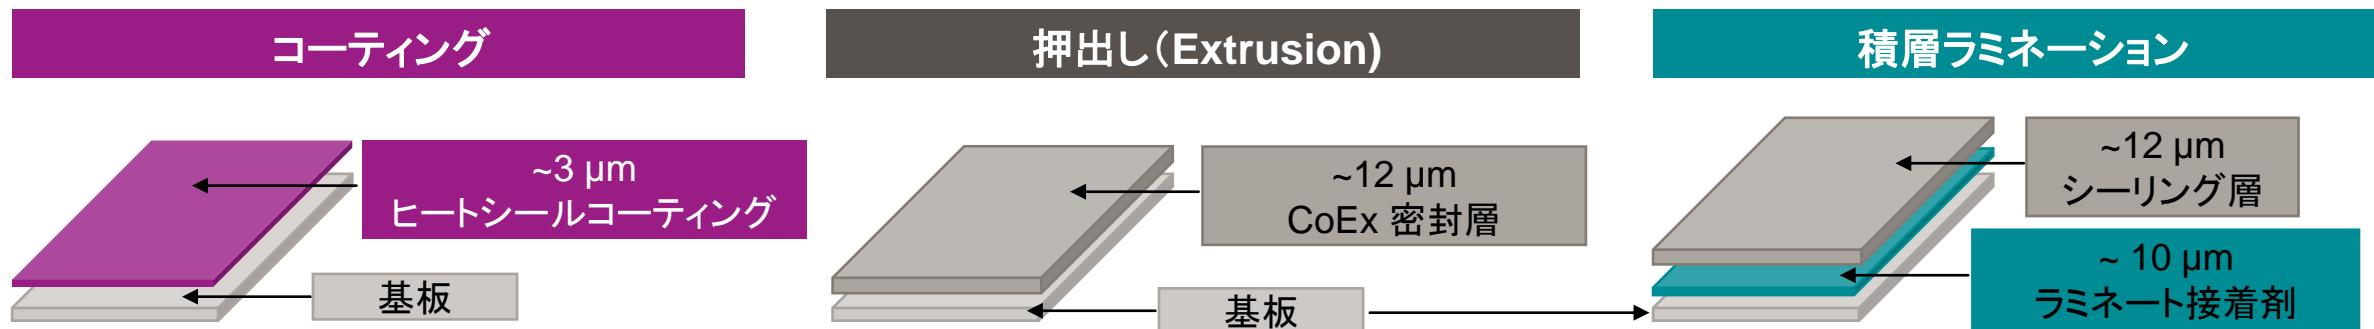 コーティング
~3 μm
ヒートシールコーティング
基板
押出し（Extrusion)
~12 μm
CoEx 密封層
基板
積層ラミネーション
~12 μm
シーリング層
~ 10 μm
ラミネート接着剤